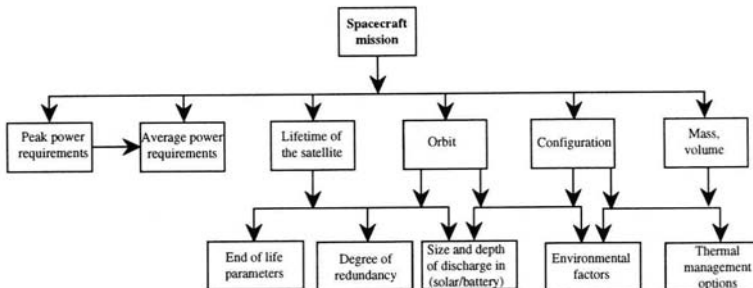 Spacecraft
mission
Peak power
requirements
Average power
requirements
Lifetime of
the satellite
Orbit
Configuration
Mass,
volume
End of life
parameters
Degree of
redundancy
Size and depth
of discharge in
(solar/battery)
Environmental
factors
Thermal
management
options